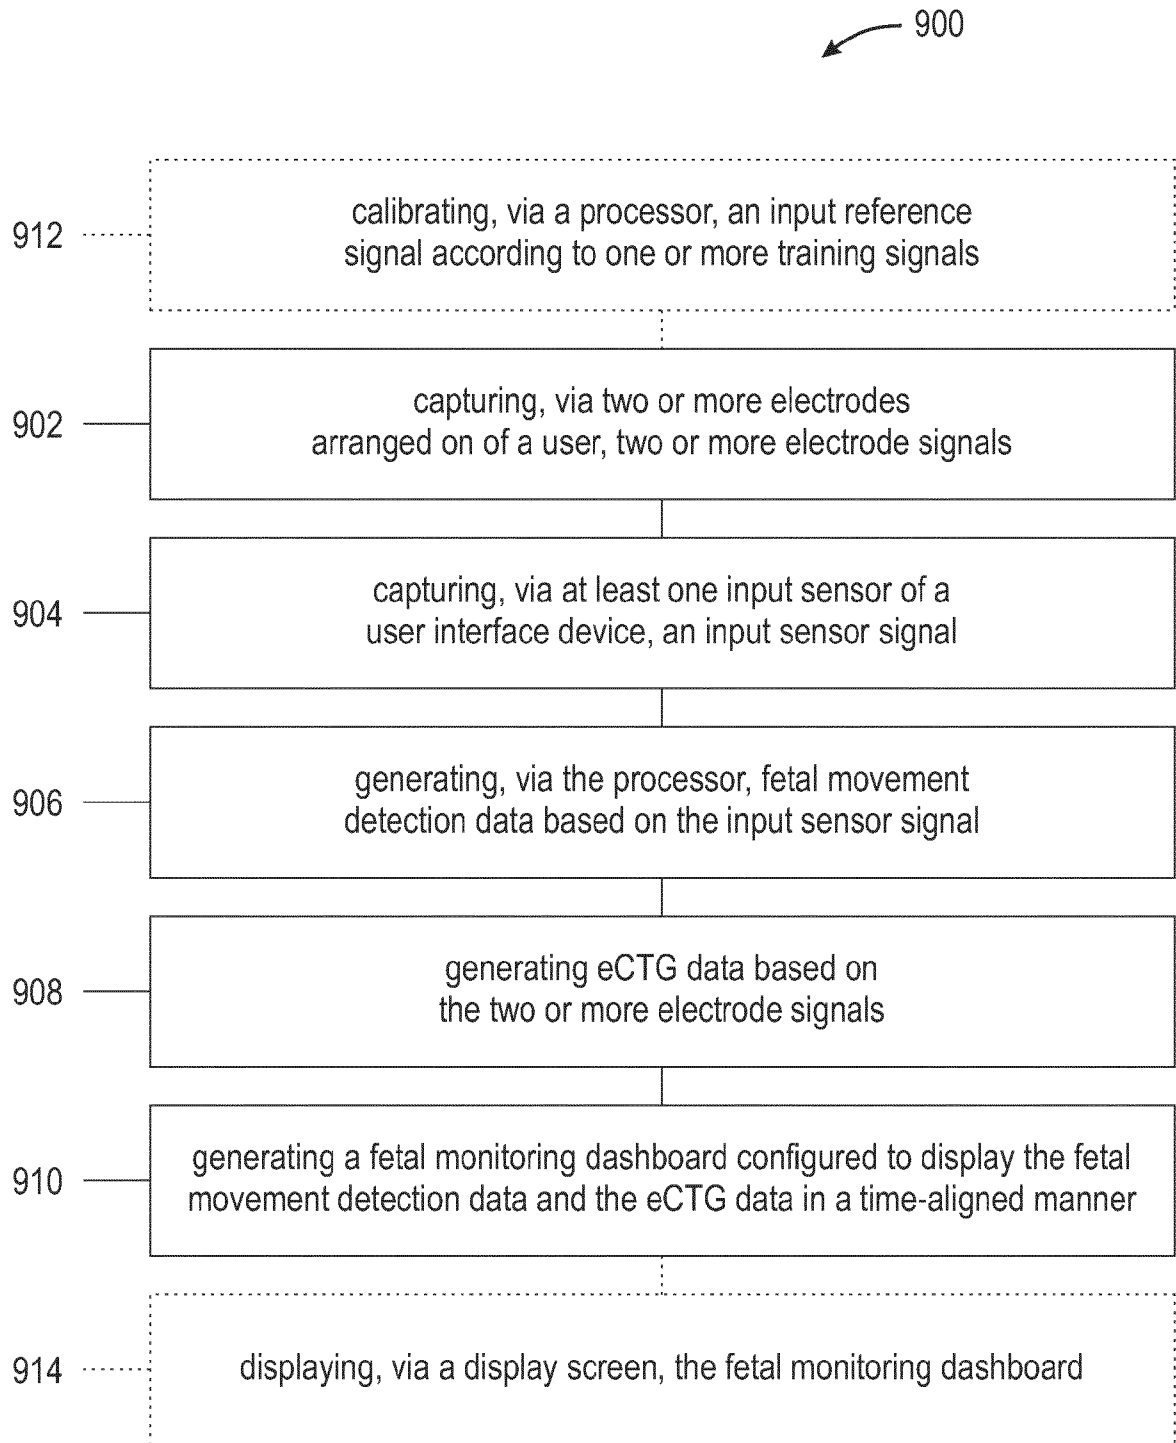 900
912
calibrating, via a processor, an input reference
signal according to one or more training signals
902
capturing, via two or more electrodes
arranged on of a user, two or more electrode signals
904
capturing, via at least one input sensor of a
user interface device, an input sensor signal
906
generating, via the processor, fetal movement
detection data based on the input sensor signal
908
generating eCTG data based on
the two or more electrode signals
910
generating a fetal monitoring dashboard configured to display the fetal
movement detection data and the eCTG data in a time-aligned manner
914
displaying, via a display screen, the fetal monitoring dashboard